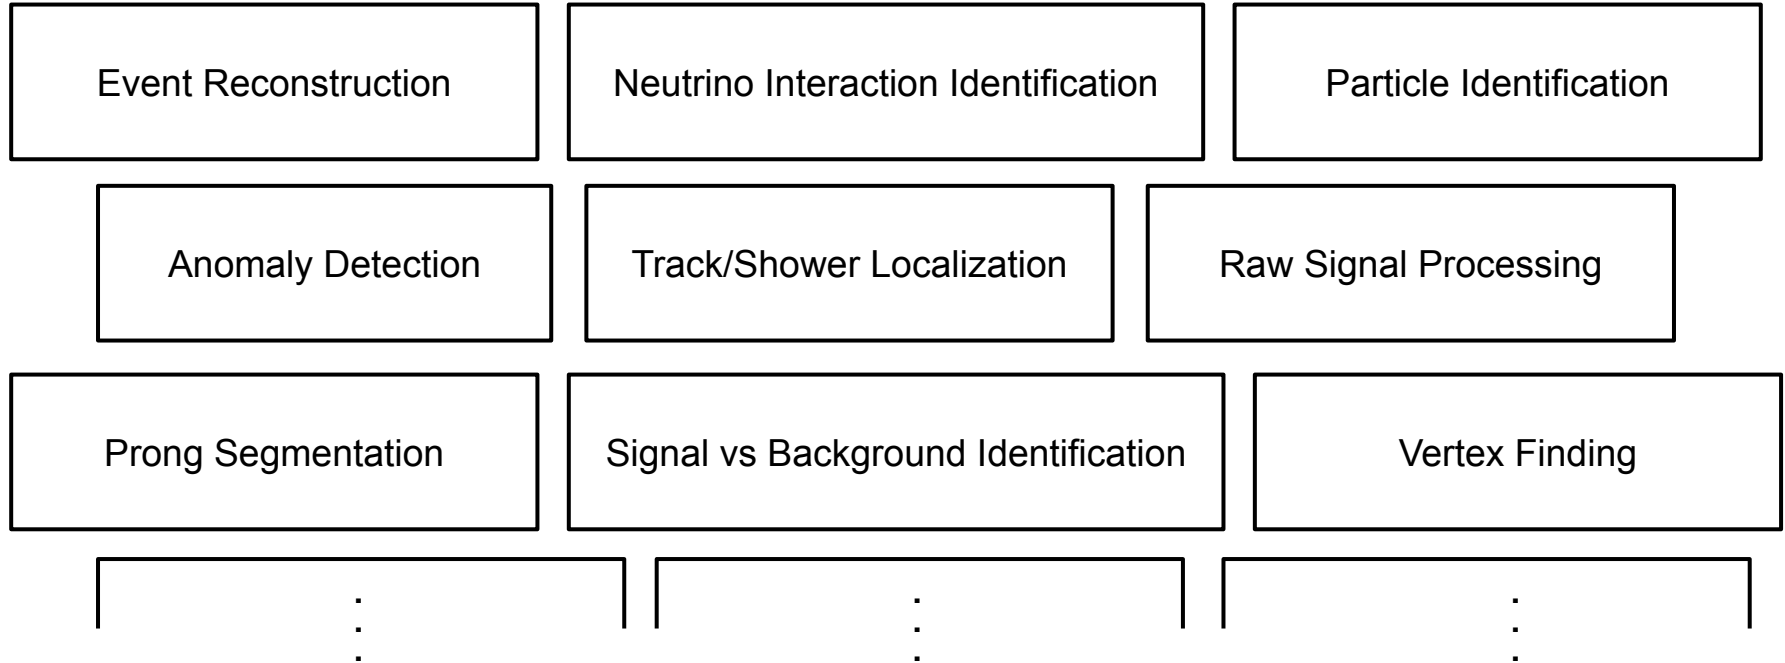 Event Reconstruction
Neutrino Interaction Identification
Particle Identification
Anomaly Detection
Track/Shower Localization
Raw Signal Processing
Prong Segmentation
Signal vs Background Identification
Vertex Finding